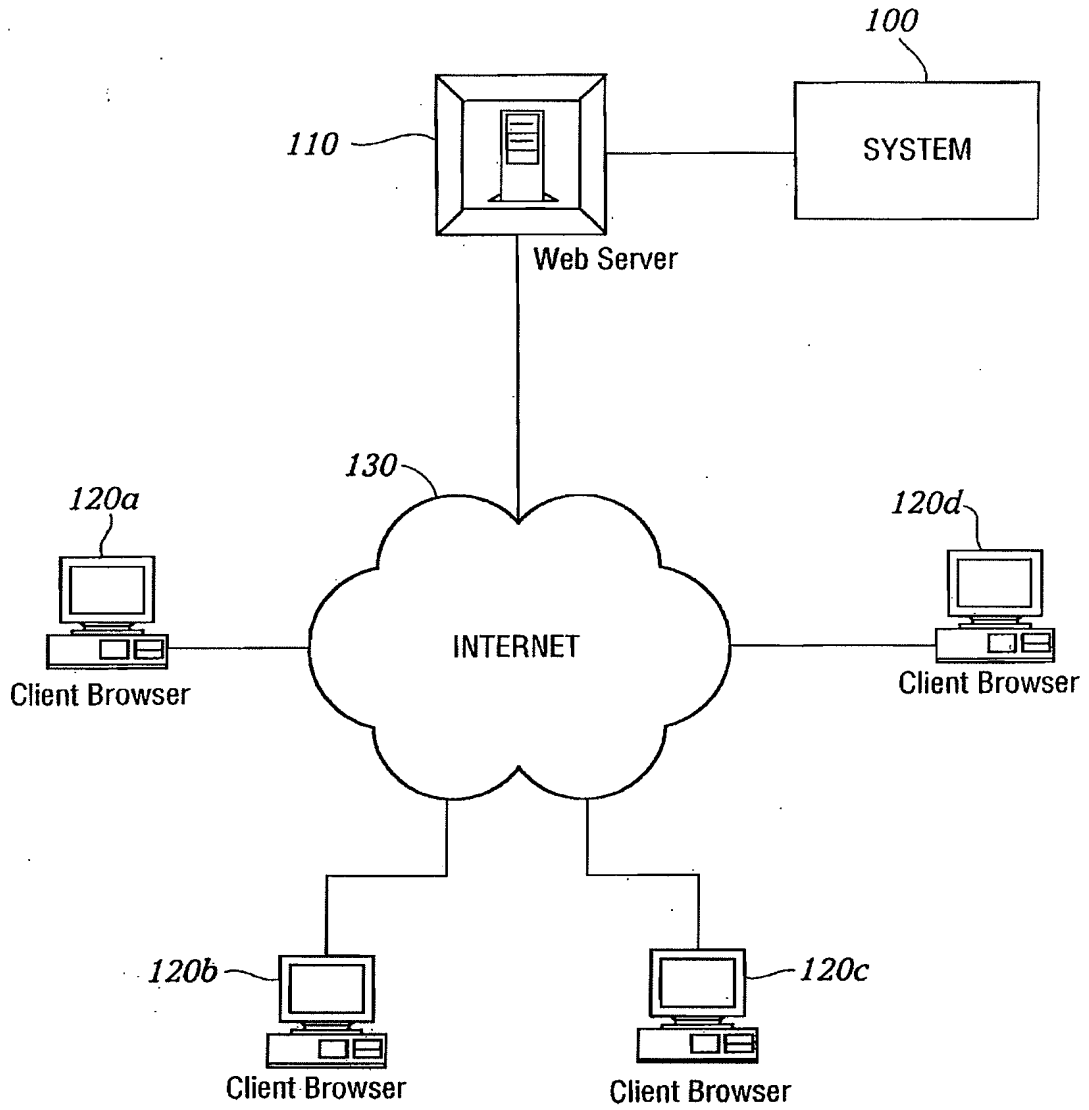 100
110
SYSTEM
Web Server
130
120a
120d
INTERNET
Client Browser
Client Browser
120b
120c
Client Browser
Client Browser